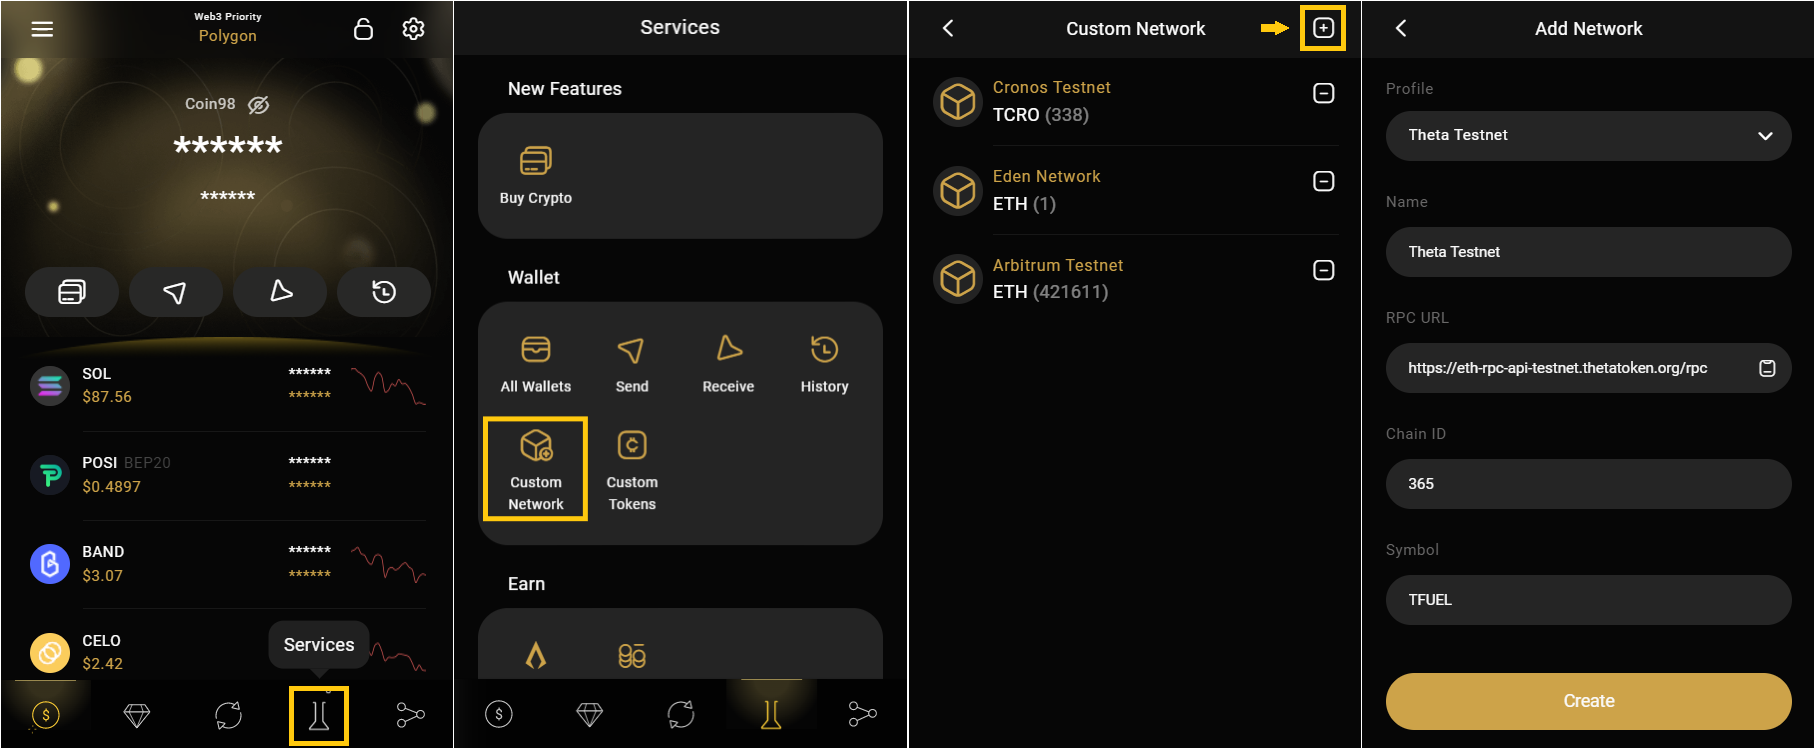 Web3 Priority
Polygon
Coin98
******
******
SOL
$87.56
******
******
POSI BEP20
$0.4897
******
******
BAND
$3.07
******
******
CELO
$2.42
Services
Services
New Features
Buy Crypto
Wallet
All Wallets
Send
Receive
History
Custom
Network
Custom
Tokens
Earn
Custom Network
Cronos Testnet
TCRO (338)
Eden Network
ETH (1)
Arbitrum Testnet
ETH (421611)
Add Network
Profile
Theta Testnet
Name
Theta Testnet
RPC URL
https://eth-rpc-api-testnet.thetatoken.org/rpc
Chain ID
365
Symbol
TFUEL
Create